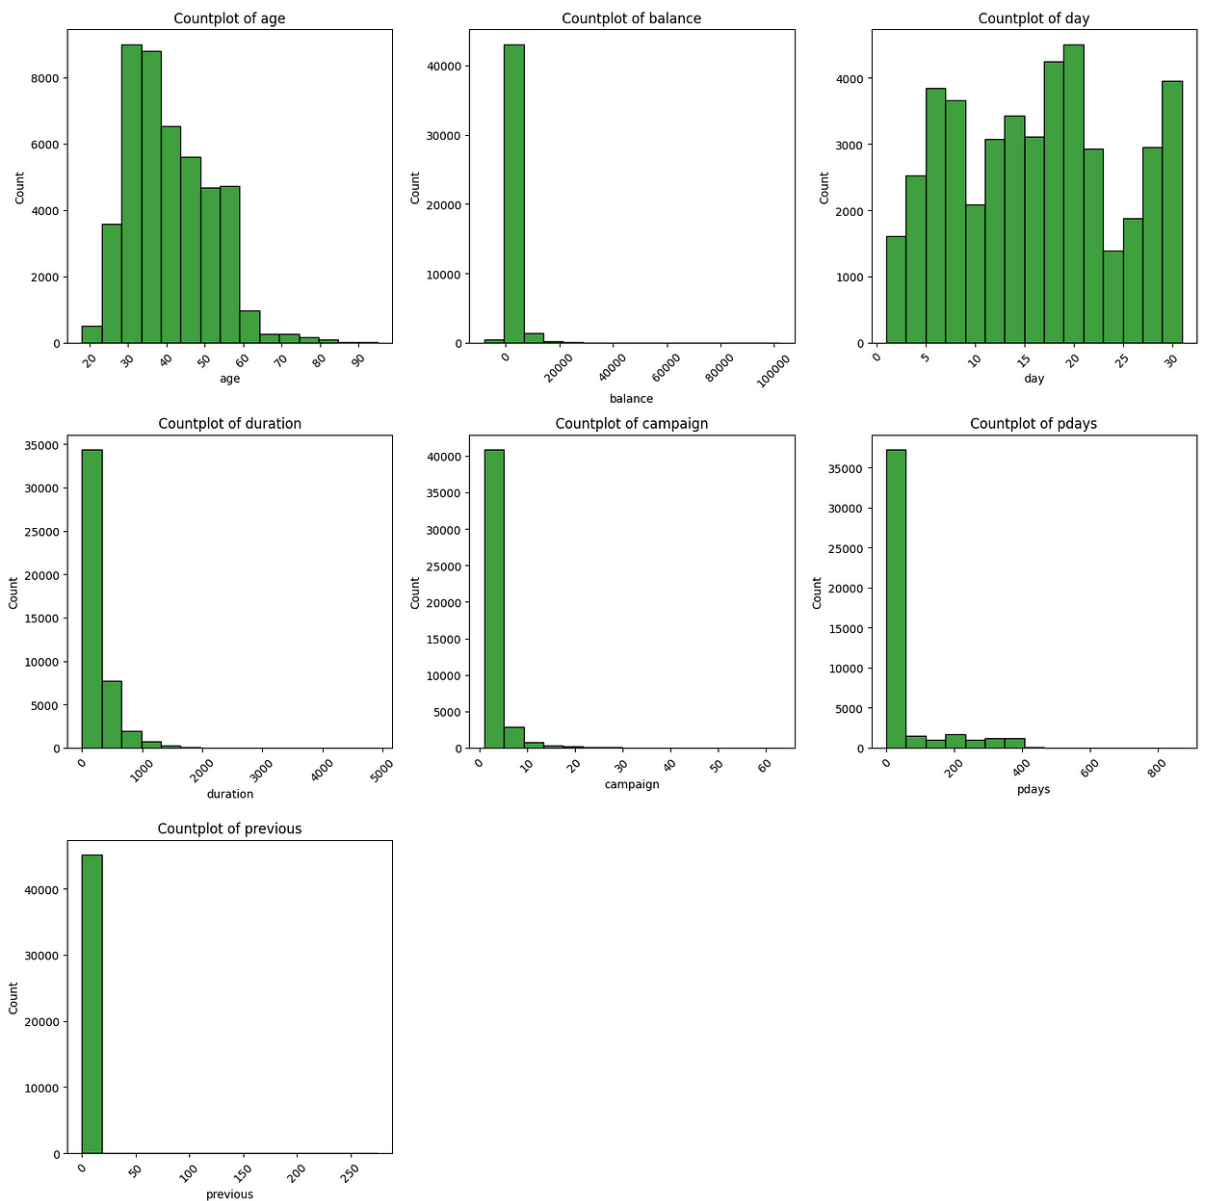 Countplot of age
Count
8000
6000
4000
2000
0
20 30 40 50 60 70 80 90
age
Countplot of balance
Count
40000
30000
20000
10000
0
0 20000 40000 60000 80000 100000
balance
Countplot of day
Count
4000
3000
2000
1000
0
0 5 10 15 20 25 30
day
Countplot of duration
Count
35000
30000
25000
20000
15000
10000
5000
0
0 1000 2000 3000 4000 5000
duration
Countplot of campaign
Count
40000
35000
30000
25000
20000
15000
10000
5000
0
0 10 20 30 40 50 60
campaign
Countplot of pdays
Count
35000
30000
25000
20000
15000
10000
5000
0
0 200 400 600 800
pdays
Countplot of previous
Count
40000
30000
20000
10000
0
0 50 100 150 200 250
previous